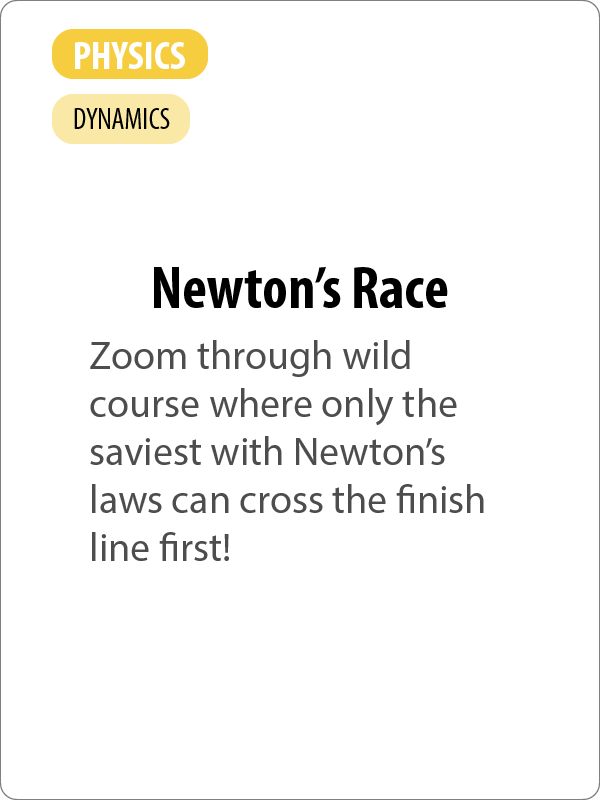 PHYSICS
DYNAMICS
Newton’s Race
Zoom through wild
course where only the
saviest with Newton’s
laws can cross the finish
line first!